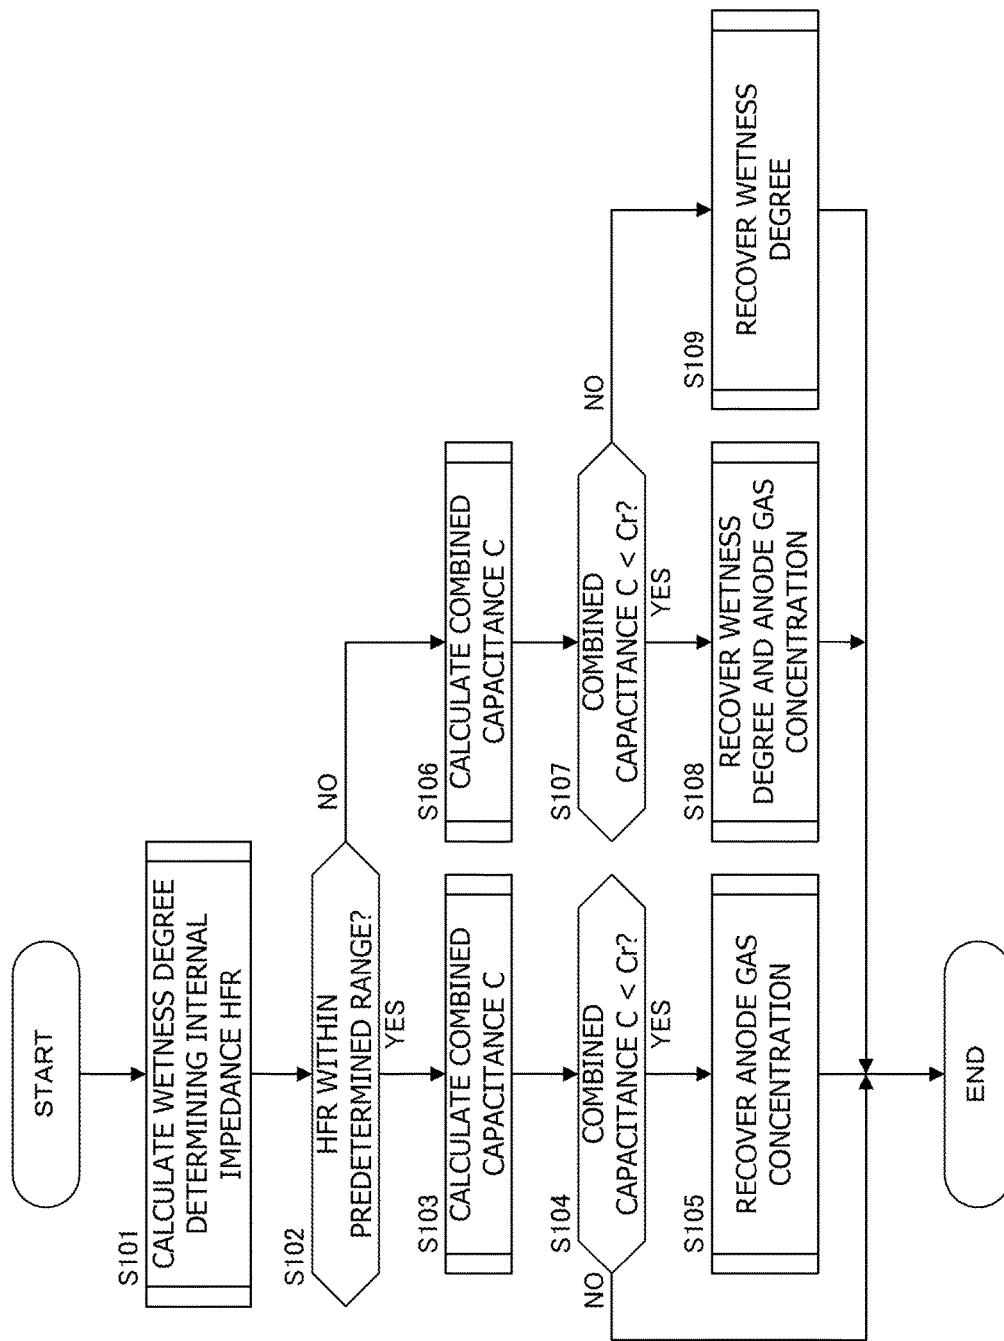 START
S101
CALCULATE WETNESS DEGREE
DETERMINING INTERNAL
IMPEDANCE HFR
S102
HFR WITHIN
PREDETERMINED RANGE?
NO
YES
S103
CALCULATE COMBINED
CAPACITANCE C
S106
CALCULATE COMBINED
CAPACITANCE C
S104
COMBINED
CAPACITANCE C < Cr?
NO
YES
S107
COMBINED
CAPACITANCE C < Cr?
NO
YES
S105
RECOVER ANODE GAS
CONCENTRATION
S108
RECOVER WETNESS
DEGREE AND ANODE GAS
CONCENTRATION
S109
RECOVER WETNESS
DEGREE
END